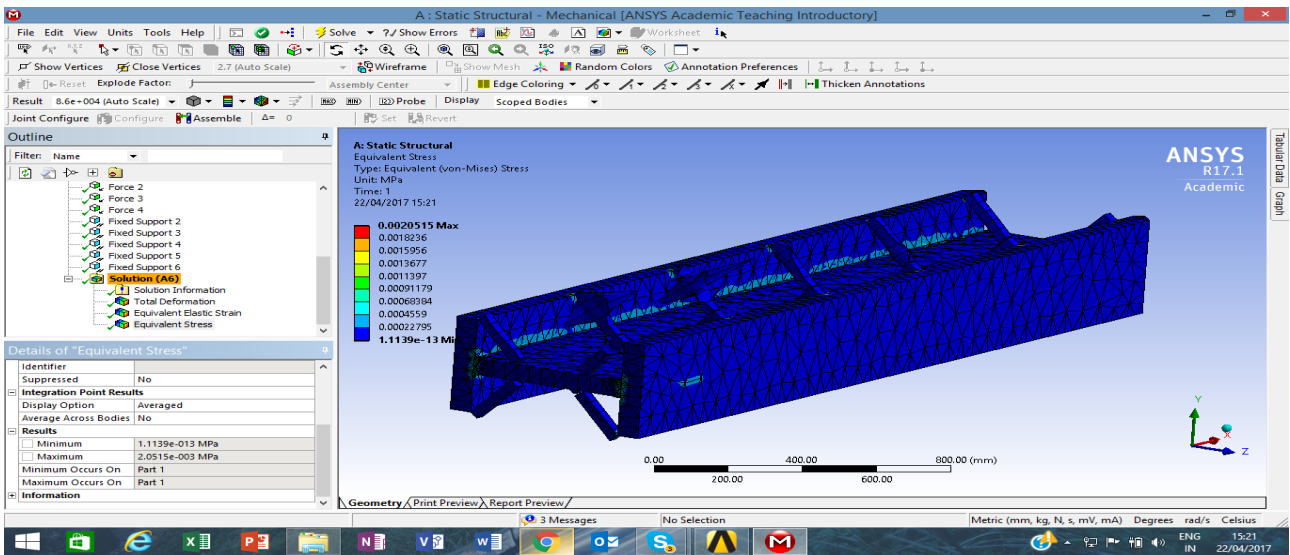 A : Static Structural - Mechanical [ANSYS Academic Teaching Introductory]
File Edit View Units Tools Help Solve ?/ Show Errors Worksheet
Show Vertices Close Vertices 2.7 (Auto Scale) Wireframe Show Mesh Random Colors Annotation Preferences
Reset Explode Factor: Assembly Center Edge Coloring Thicken Annotations
Result 8.6e+004 (Auto Scale) MAX MIN Probe Display Scoped Bodies
Joint Configure Configure Assemble Δ= 0 Set Revert
Outline
Filter: Name
Force 2
Force 3
Force 4
Fixed Support 2
Fixed Support 3
Fixed Support 4
Fixed Support 5
Fixed Support 6
Solution (A6)
Solution Information
Total Deformation
Equivalent Elastic Strain
Equivalent Stress
Details of "Equivalent Stress"
Identifier
Suppressed No
Integration Point Results
Display Option Averaged
Average Across Bodies No
Results
Minimum 1.1139e-013 MPa
Maximum 2.0515e-003 MPa
Minimum Occurs On Part 1
Maximum Occurs On Part 1
Information
A: Static Structural
Equivalent Stress
Type: Equivalent (von-Mises) Stress
Unit: MPa
Time: 1
22/04/2017 15:21
0.0020515 Max
0.0018236
0.0015956
0.0013677
0.0011397
0.00091179
0.00068384
0.0004559
0.00022795
1.1139e-13 Mi
ANSYS
R17.1
Academic
Y
X
Z
0.00 400.00 800.00 (mm)
200.00 600.00
Geometry Print Preview Report Preview
Tabular Data
Graph
3 Messages No Selection Metric (mm, kg, N, s, mV, mA) Degrees rad/s Celsius
ENG 15:21
IN 22/04/2017